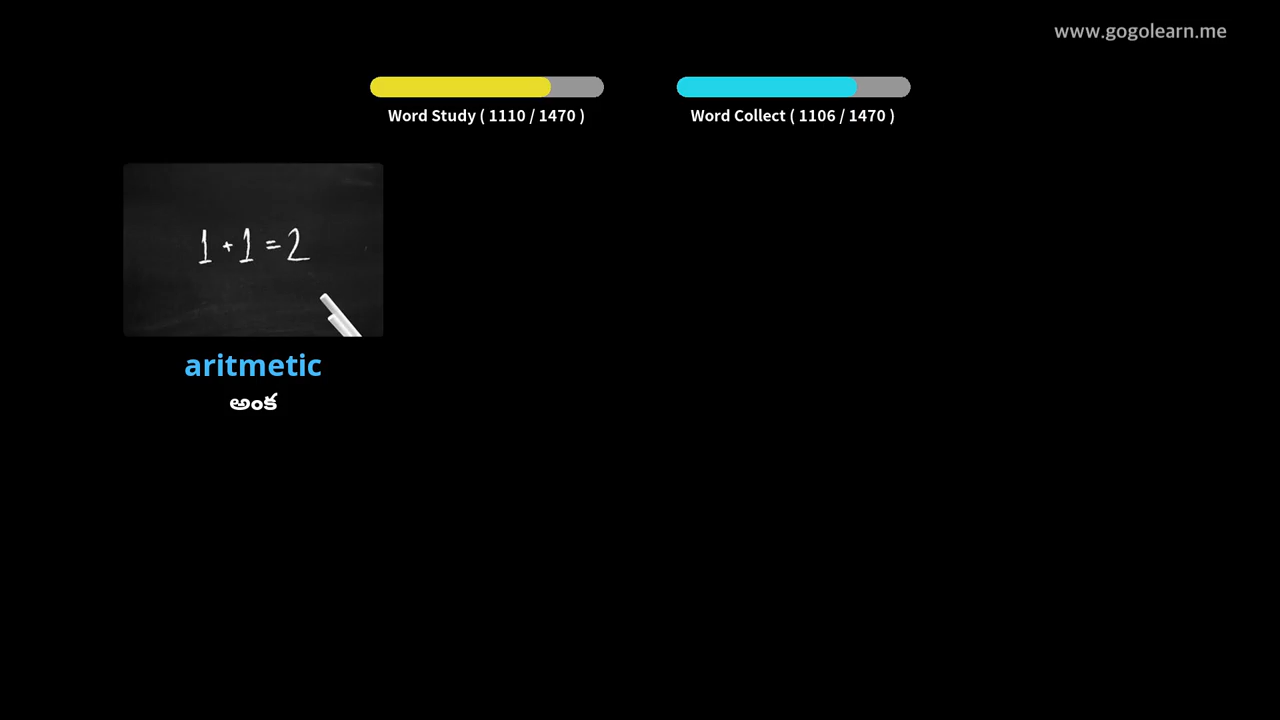 www.gogolearn.me
Word Study ( 1110 / 1470 )
Word Collect ( 1106 / 1470 )
1 + 1 = 2
aritmetic
అంక